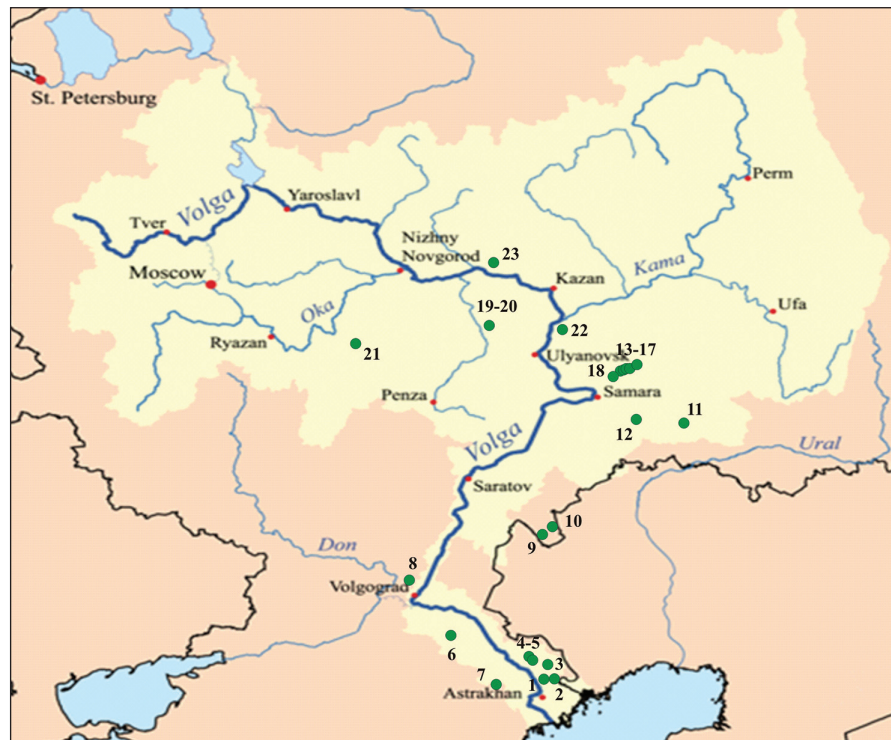 St. Petersburg
Perm
Yaroslavl
Volga
Tver
Nizhny
Novgorod
23
Kazan
Kama
Moscow
Ufa
Oka
19-20
22
Ryazan
21
Ulyanovsk
13-17
18
Samara
Penza
11
12
Volga
Ural
Saratov
10
9
Don
8
Volgograd
6
4-5
3
7
1
2
Astrakhan